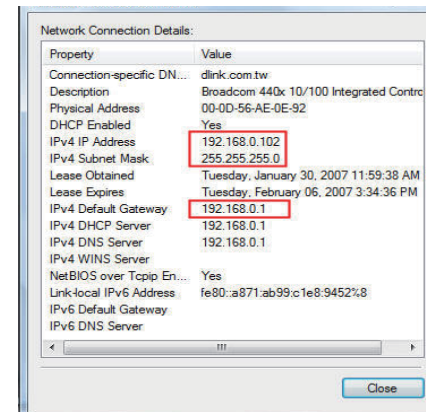 Network Connection Details:
Property Value
Connection-specific DN... dlink.com.tw
Description Broadcom 440x 10/100 Integrated Contro
Physical Address 00-0D-56-AE-0E-92
DHCP Enabled Yes
IPv4 IP Address 192.168.0.102
IPv4 Subnet Mask 255.255.255.0
Lease Obtained Tuesday, January 30, 2007 11:59:38 AM
Lease Expires Tuesday, February 06, 2007 3:34:36 PM
IPv4 Default Gateway 192.168.0.1
IPv4 DHCP Server 192.168.0.1
IPv4 DNS Server 192.168.0.1
IPv4 WINS Server
NetBIOS over Tcpip En... Yes
Link-local IPv6 Address fe80::a871:ab99:c1e8:9452%8
IPv6 Default Gateway
IPv6 DNS Server
Close